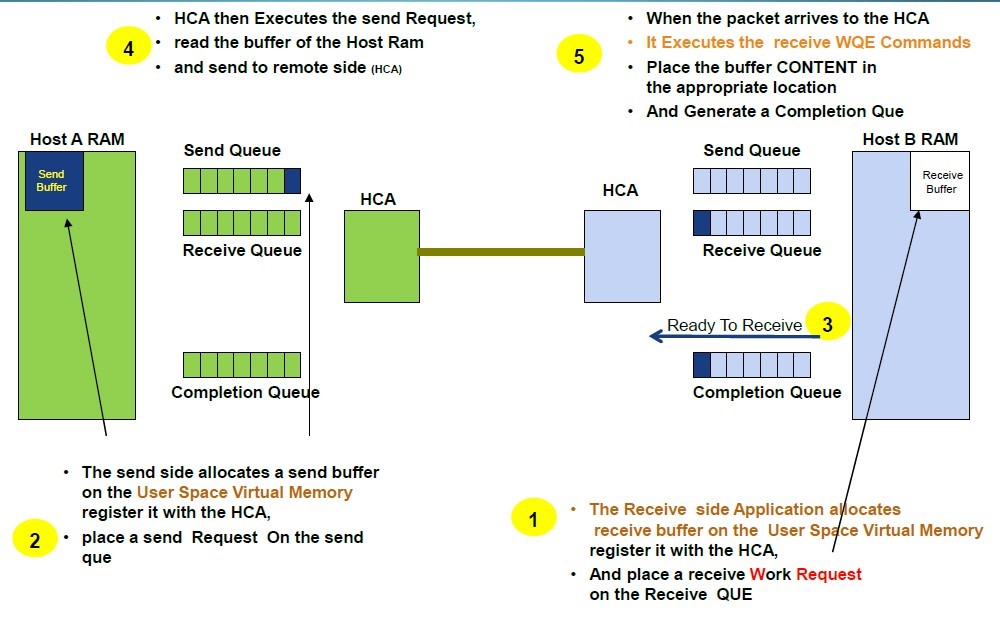 4
• HCA then Executes the send Request,
• read the buffer of the Host Ram
• and send to remote side (HCA)
5
• When the packet arrives to the HCA
• It Executes the receive WQE Commands
• Place the buffer CONTENT in
the appropriate location
• And Generate a Completion Que
Host A RAM
Send
Buffer
Send Queue
Receive Queue
Completion Queue
HCA
HCA
Send Queue
Receive Queue
Ready To Receive
3
Completion Queue
Host B RAM
Receive
Buffer
2
• The send side allocates a send buffer
on the User Space Virtual Memory
register it with the HCA,
• place a send Request On the send
que
1
• The Receive side Application allocates
receive buffer on the User Space Virtual Memory
register it with the HCA,
• And place a receive Work Request
on the Receive QUE